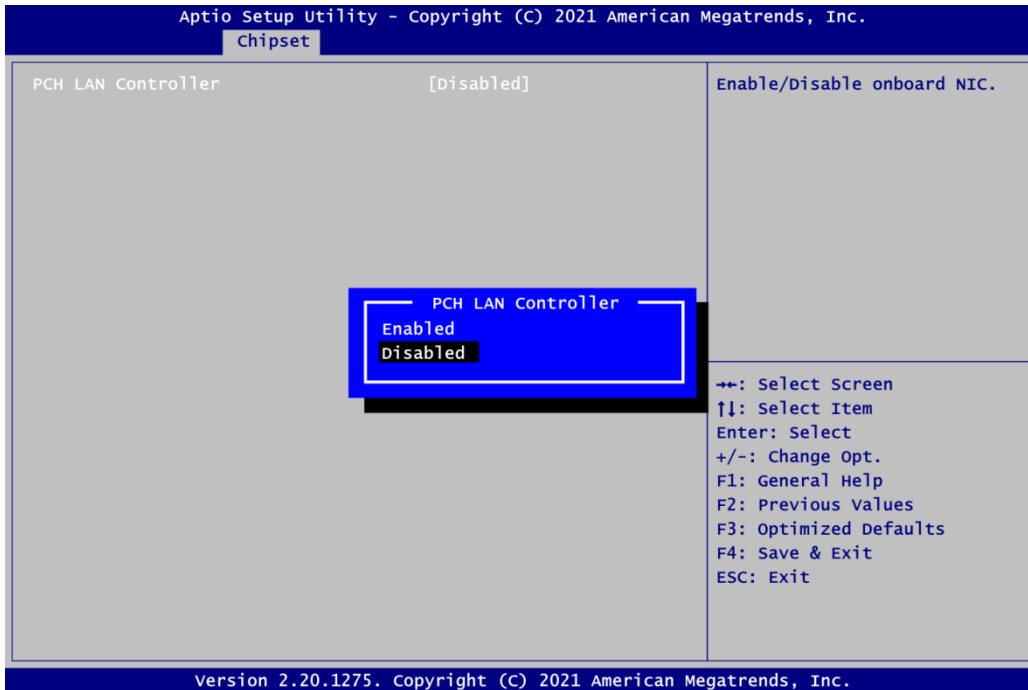 Aptio Setup Utility – Copyright (C) 2021 American Megatrends, Inc.
Chipset
PCH LAN Controller [Disabled]
Enable/Disable onboard NIC.
PCH LAN Controller
Enabled
Disabled
→←: Select Screen
↑↓: Select Item
Enter: Select
+/-: Change Opt.
F1: General Help
F2: Previous Values
F3: Optimized Defaults
F4: Save & Exit
ESC: Exit
Version 2.20.1275. Copyright (C) 2021 American Megatrends, Inc.